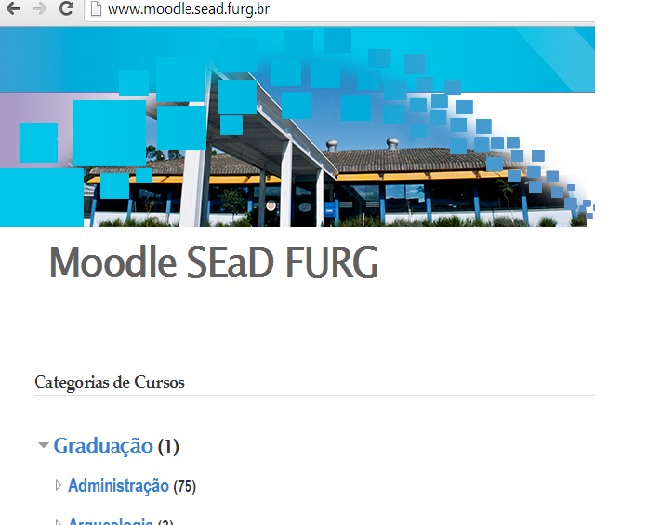 www.moodle.sead.furg.br
Moodle SEaD FURG
Categorias de Cursos
Graduação (1)
Administração (75)